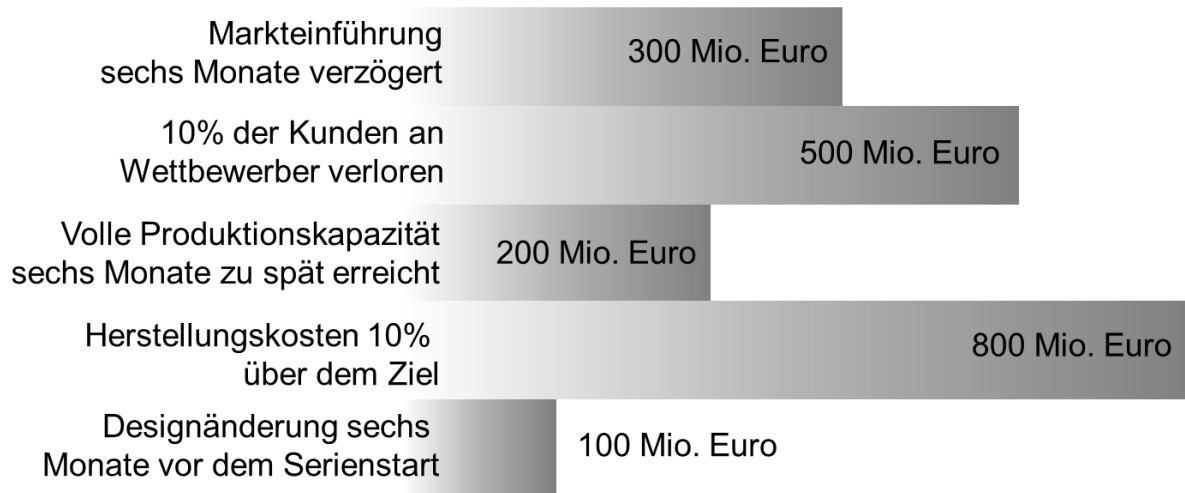 Markteinführung
sechs Monate verzögert
300 Mio. Euro
10% der Kunden an
Wettbewerber verloren
500 Mio. Euro
Volle Produktionskapazität
sechs Monate zu spät erreicht
200 Mio. Euro
Herstellungskosten 10%
über dem Ziel
800 Mio. Euro
Designänderung sechs
Monate vor dem Serienstart
100 Mio. Euro